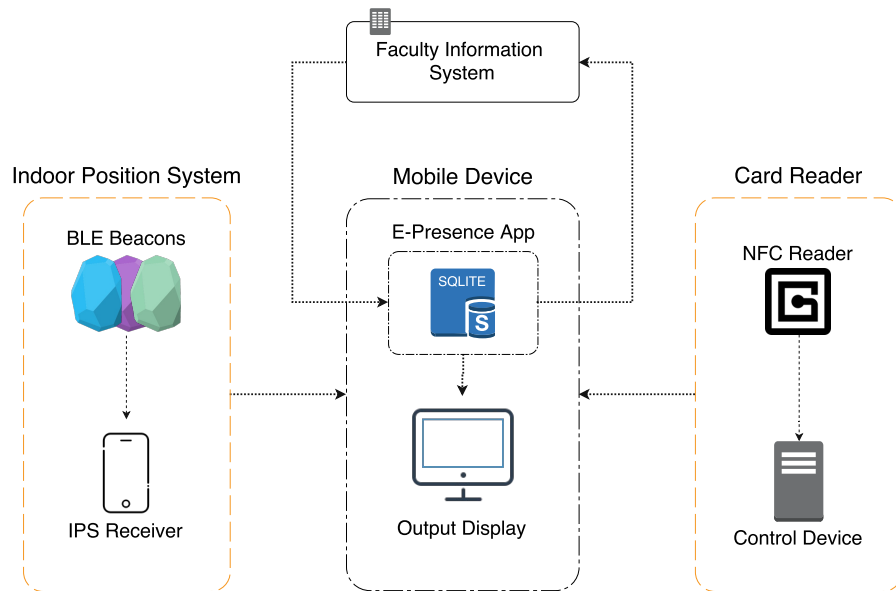 Faculty Information
System
Indoor Position System
Mobile Device
Card Reader
BLE Beacons
E-Presence App
NFC Reader
SQLITE
S
IPS Receiver
Output Display
Control Device